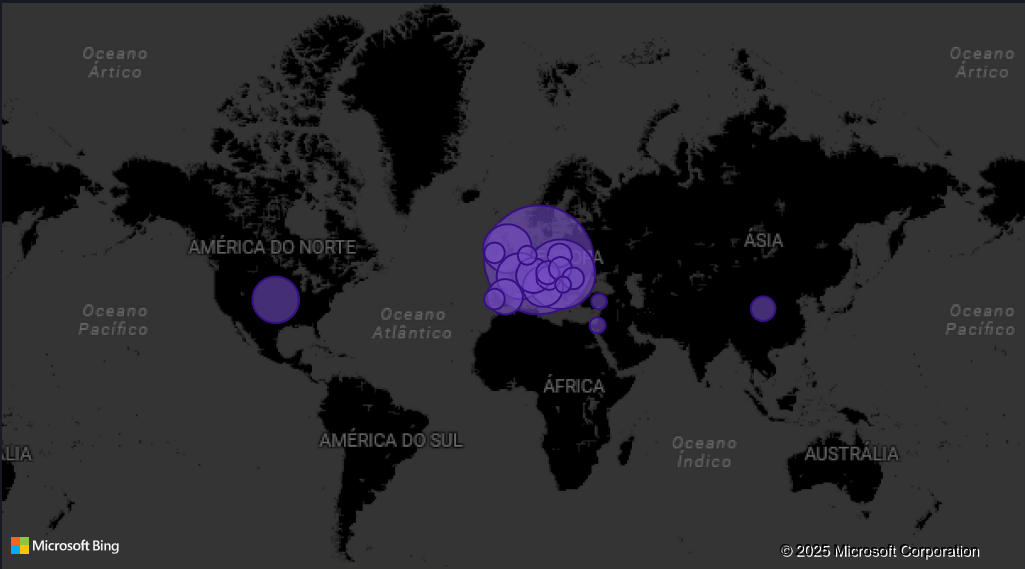 Oceano
Ártico
Oceano
Ártico
AMÉRICA DO NORTE
ÁSIA
Oceano
Pacífico
Oceano
Atlântico
Oceano
Pacífico
ÁFRICA
AMÉRICA DO SUL
Oceano
Índico
AUSTRÁLIA
Microsoft Bing
© 2025 Microsoft Corporation